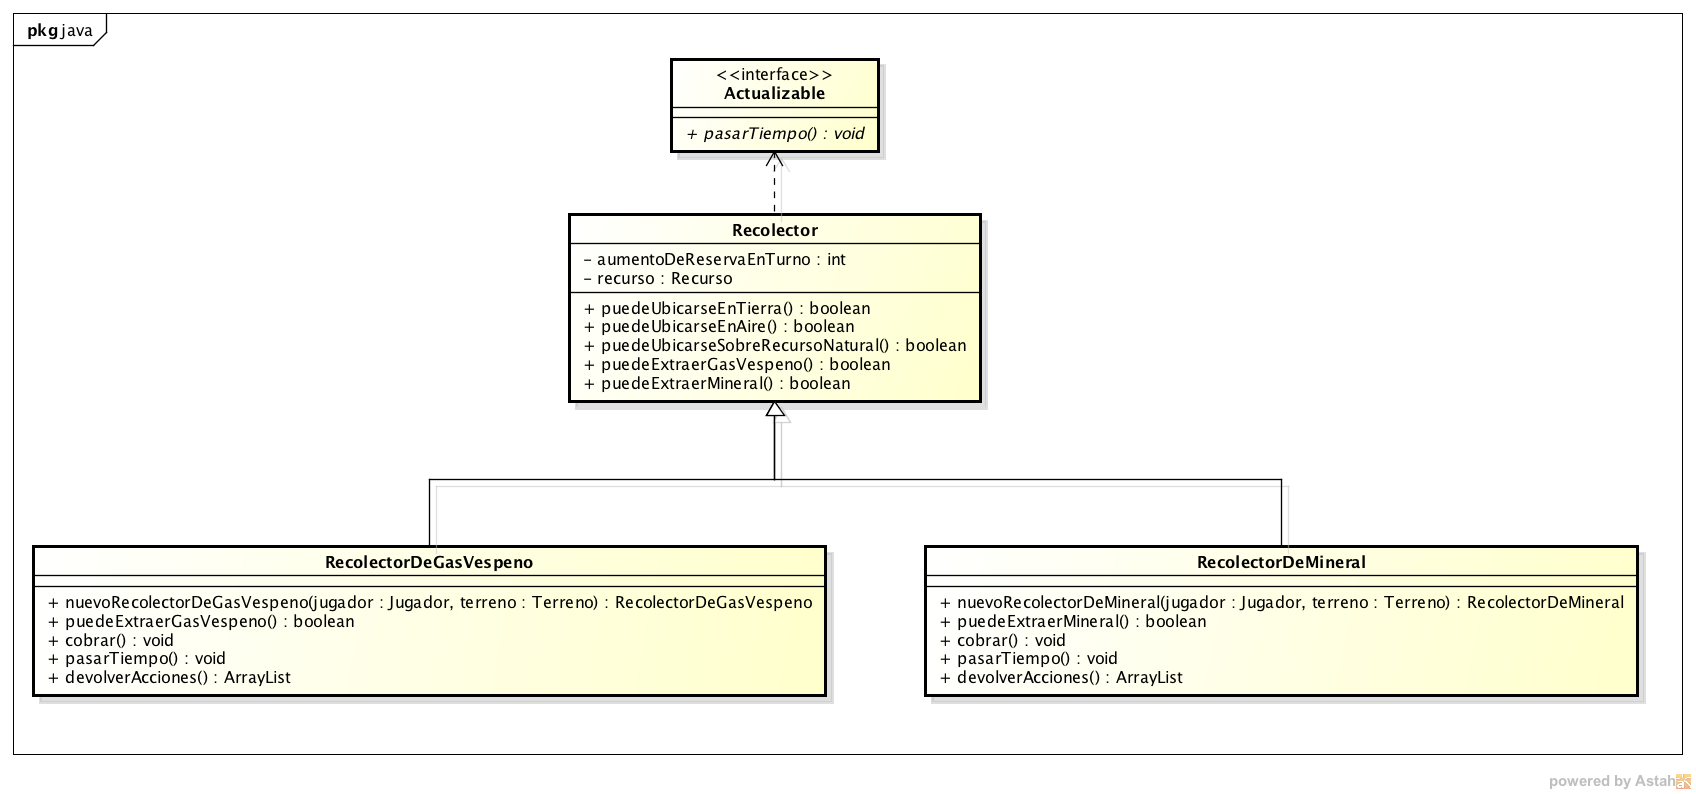 pkg java
<<interface>>
Actualizable
+ pasarTiempo() : void
Recolector
- aumentoDeReservaEnTurno : int
- recurso : Recurso
+ puedeUbicarseEnTierra() : boolean
+ puedeUbicarseEnAire() : boolean
+ puedeUbicarseSobreRecursoNatural() : boolean
+ puedeExtraerGasVespeno() : boolean
+ puedeExtraerMineral() : boolean
RecolectorDeGasVespeno
+ nuevoRecolectorDeGasVespeno(jugador : Jugador, terreno : Terreno) : RecolectorDeGasVespeno
+ puedeExtraerGasVespeno() : boolean
+ cobrar() : void
+ pasarTiempo() : void
+ devolverAcciones() : ArrayList
RecolectorDeMineral
+ nuevoRecolectorDeMineral(jugador : Jugador, terreno : Terreno) : RecolectorDeMineral
+ puedeExtraerMineral() : boolean
+ cobrar() : void
+ pasarTiempo() : void
+ devolverAcciones() : ArrayList
powered by Astah